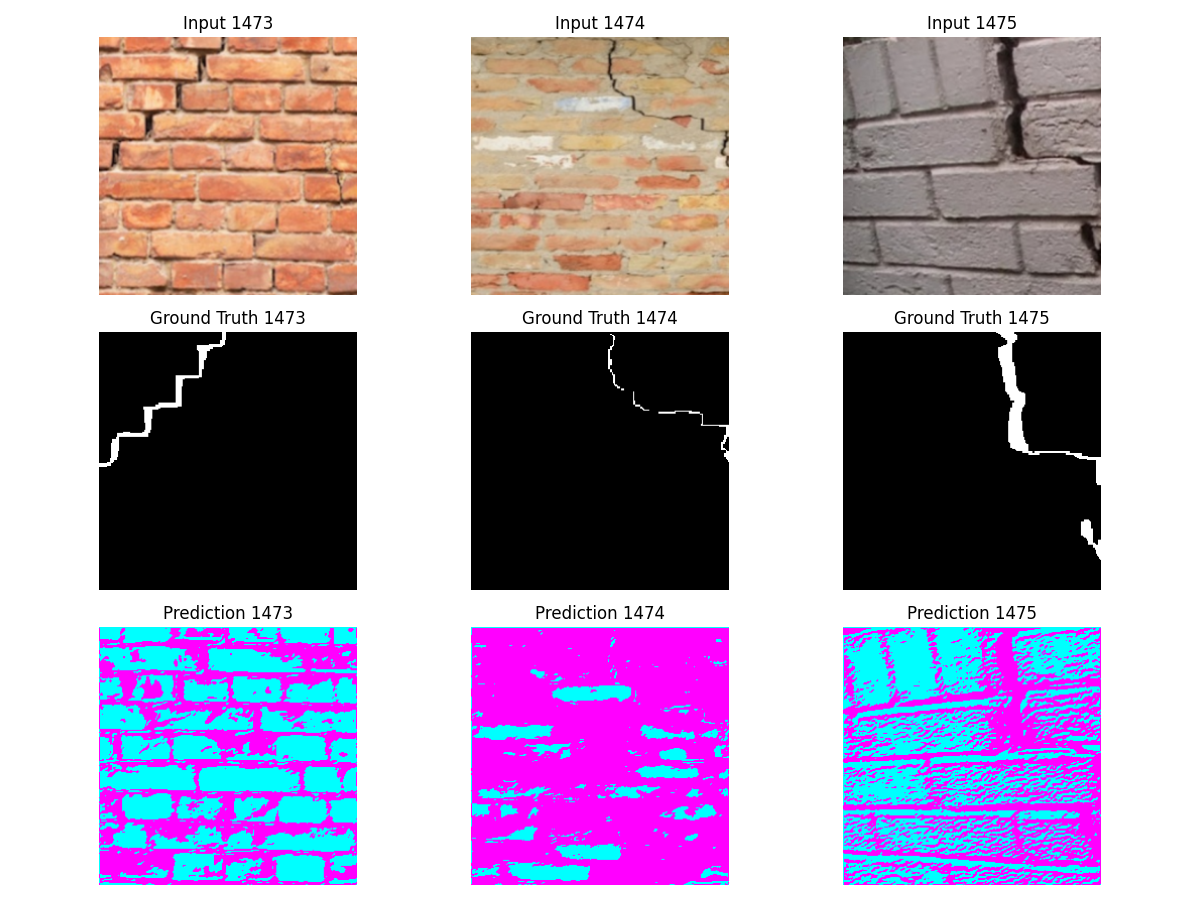 Input 1473
Input 1474
Input 1475
Ground Truth 1473
Ground Truth 1474
Ground Truth 1475
Prediction 1473
Prediction 1474
Prediction 1475